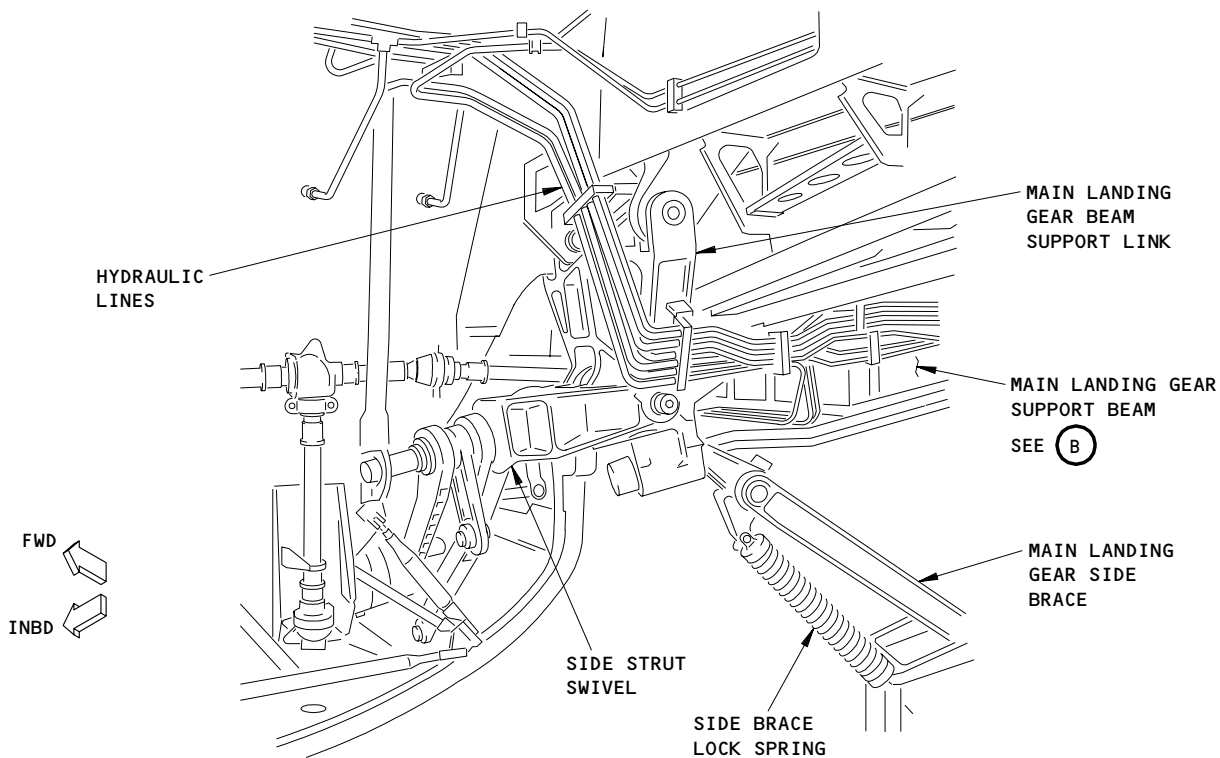 MAIN LANDING
GEAR BEAM
SUPPORT LINK
HYDRAULIC
LINES
MAIN LANDING GEAR
SUPPORT BEAM
SEE B
FWD
INBD
MAIN LANDING
GEAR SIDE
BRACE
SIDE STRUT
SWIVEL
SIDE BRACE
LOCK SPRING